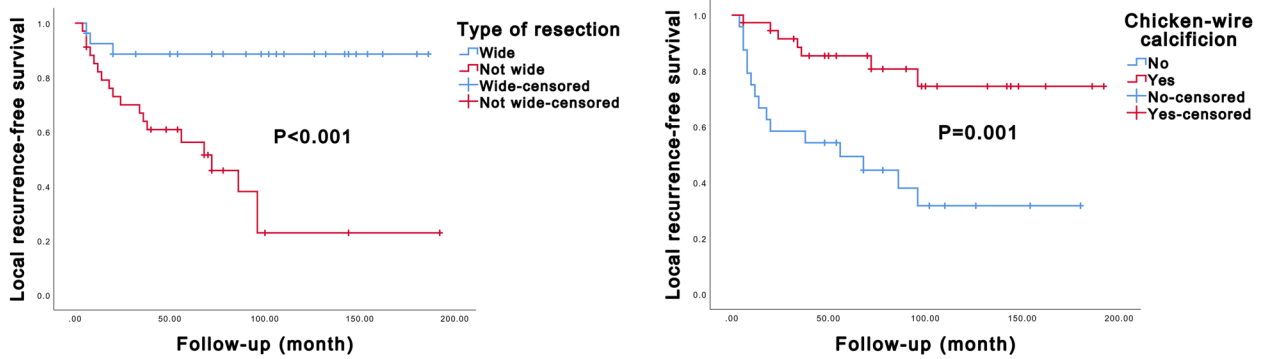 Local recurrence-free survival
1.0
0.8
0.6
0.4
0.2
0.0
P<0.001
.00
50.00
100.00
150.00
200.00
Follow-up (month)
Type of resection
Wide
Not wide
Wide-censored
Not wide-censored
Local recurrence-free survival
1.0
0.8
0.6
0.4
0.2
0.0
P=0.001
.00
50.00
100.00
150.00
200.00
Follow-up (month)
Chicken-wire
calcificion
No
Yes
No-censored
Yes-censored